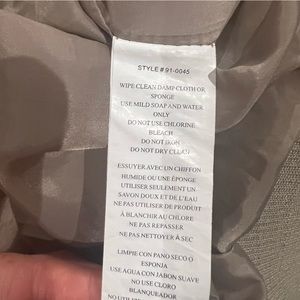 STYLE # 91-0045
WIPE CLEAN DAMP CLOTH OR
SPONGE
USE MILD SOAP AND WATER
ONLY
DO NOT USE CHLORINE
BLEACH
DO NOT IRON
DO NOT DRY CLEAN
ESSUYER AVEC UN CHIFFON
HUMIDE OU UNE ÉPONGE
UTILISER SEULEMENT UN
SAVON DOUX ET DE L'EAU
NE PAS UTILISER DE PRODUIT
À BLANCHIR AU CHLORE
NE PAS REPASSER
NE PAS NETTOYER À SEC
LIMPIE CON PANO SECO O
ESPONJA
USE AGUA CON JABON SUAVE
NO USE CLORO
BLANQUEADOR